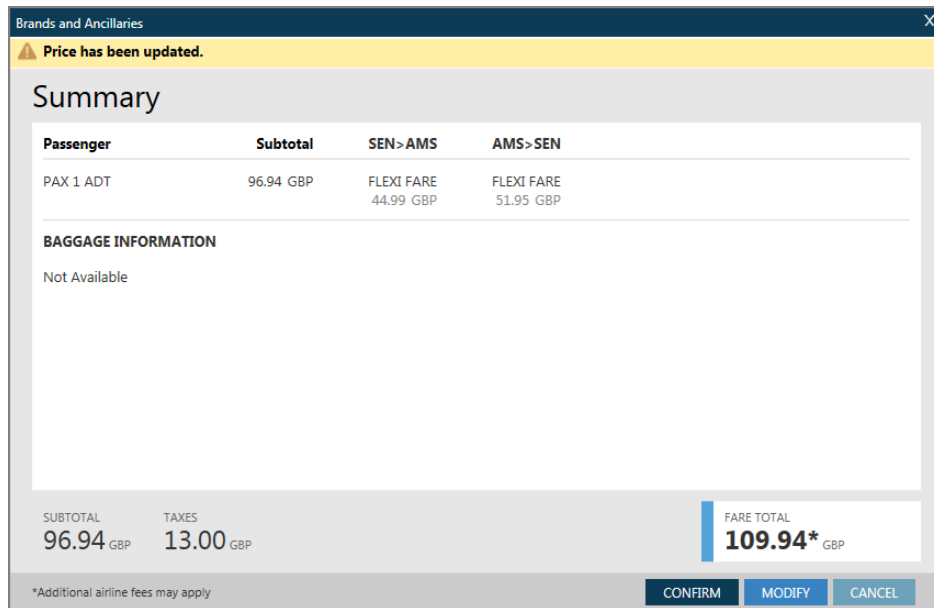 Brands and Ancillaries X
Price has been updated.
Summary
Passenger Subtotal SEN>AMS AMS>SEN
PAX 1 ADT 96.94 GBP FLEXI FARE FLEXI FARE
44.99 GBP 51.95 GBP
BAGGAGE INFORMATION
Not Available
SUBTOTAL TAXES FARE TOTAL
96.94 GBP 13.00 GBP 109.94* GBP
*Additional airline fees may apply CONFIRM MODIFY CANCEL